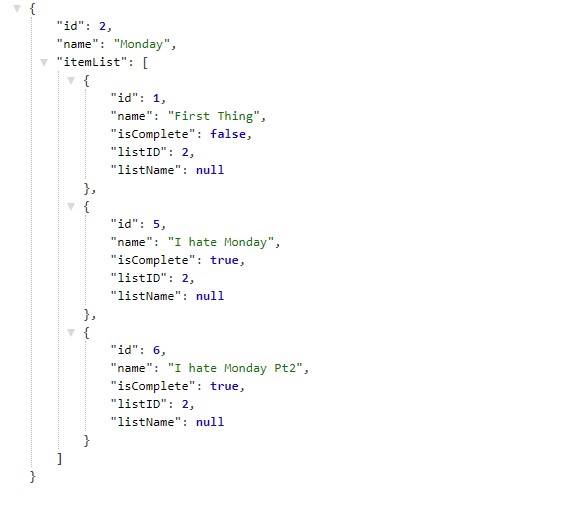 {
"id": 2,
"name": "Monday",
"itemList": [
{
"id": 1,
"name": "First Thing",
"isComplete": false,
"listID": 2,
"listName": null
},
{
"id": 5,
"name": "I hate Monday",
"isComplete": true,
"listID": 2,
"listName": null
},
{
"id": 6,
"name": "I hate Monday Pt2",
"isComplete": true,
"listID": 2,
"listName": null
}
]
}